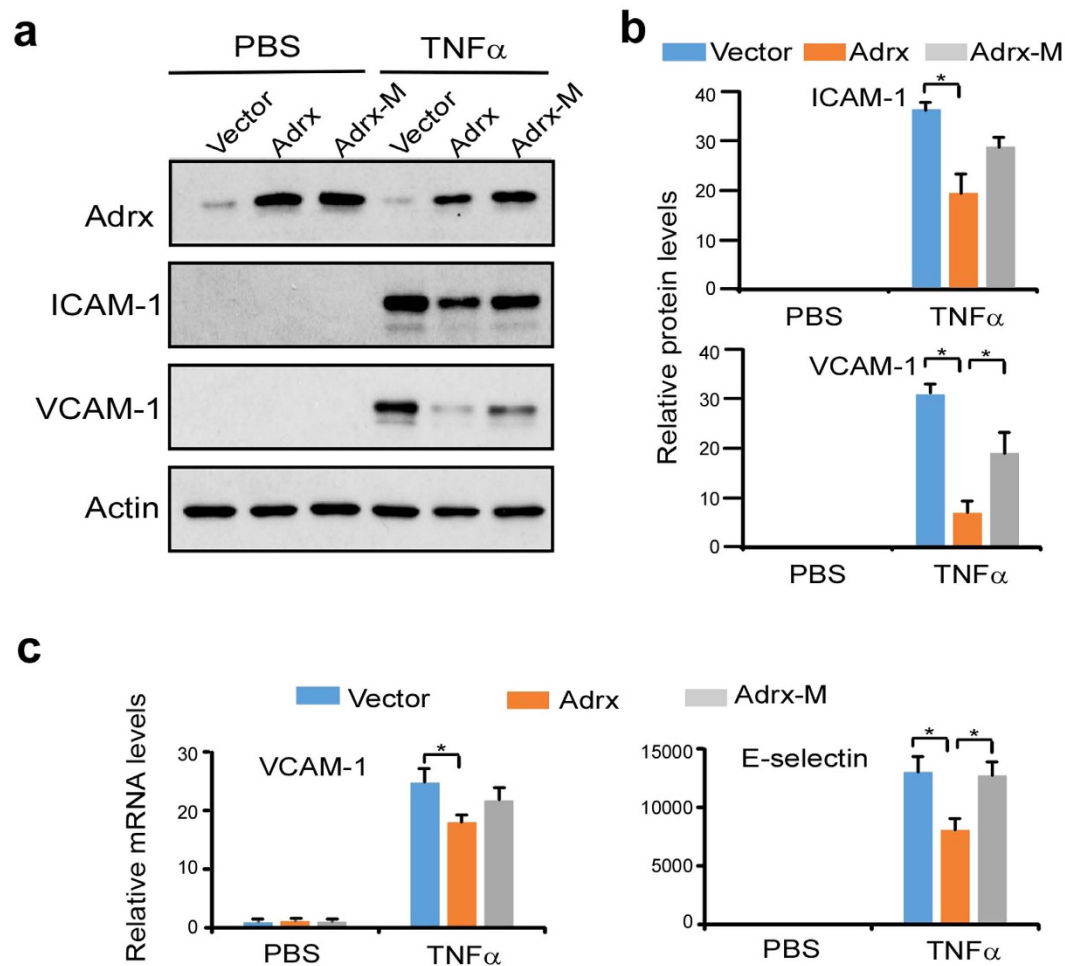 a
PBS TNFα
Vector Adrx Adrx-M Vector Adrx Adrx-M
Adrx
ICAM-1
VCAM-1
Actin
b
Vector Adrx Adrx-M
Relative protein levels
40
30
20
10
0
ICAM-1
*
PBS TNFα
40
30
20
10
0
VCAM-1
* *
PBS TNFα
c
Vector Adrx Adrx-M
Relative mRNA levels
30
20
10
0
VCAM-1
*
PBS TNFα
15000
10000
5000
0
E-selectin
* *
PBS TNFα